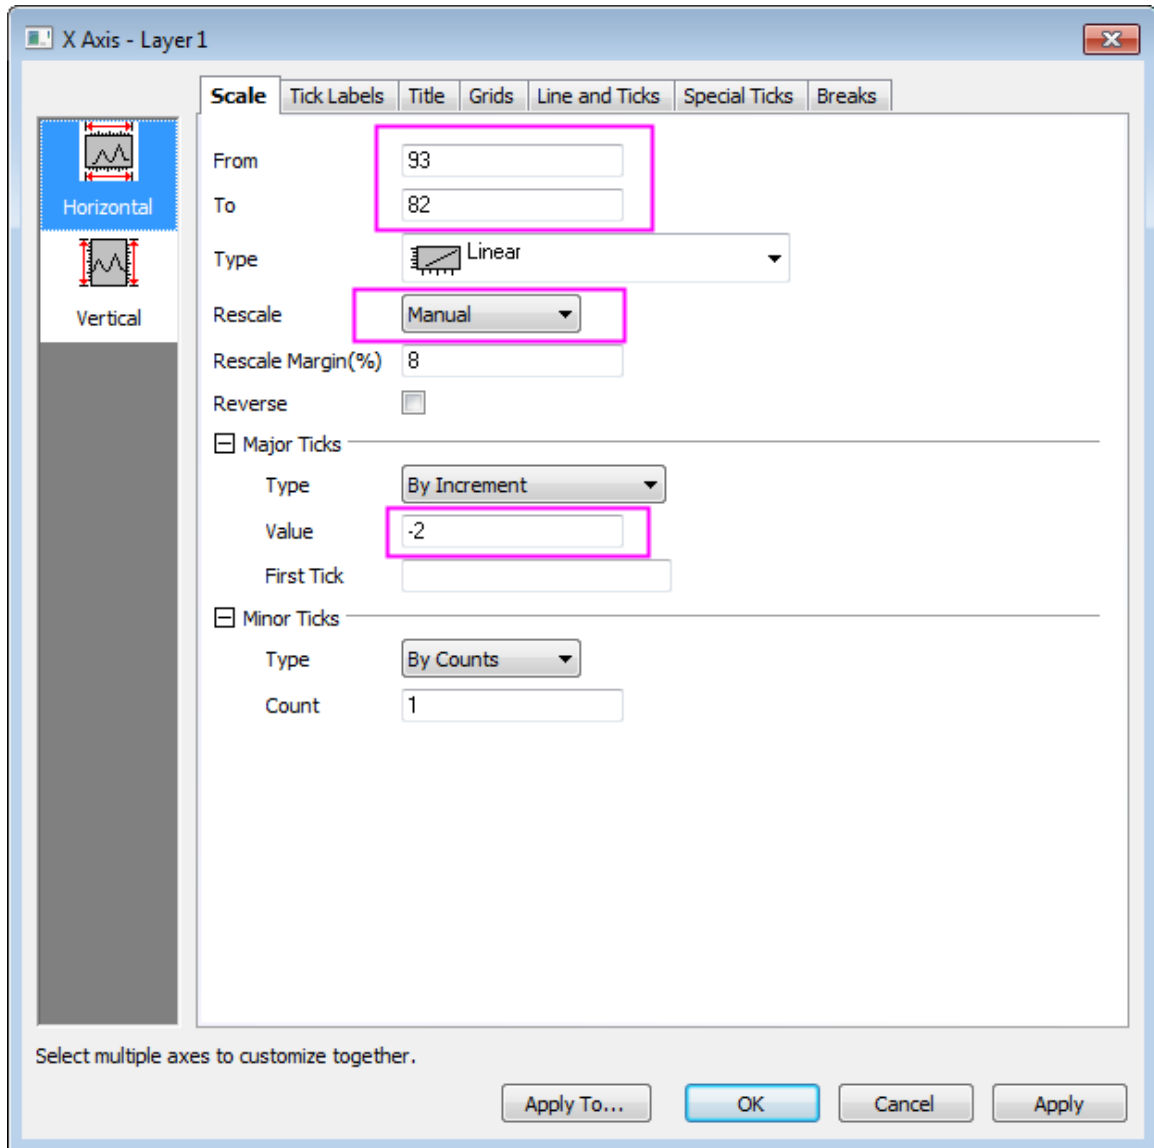 X Axis - Layer 1
Scale Tick Labels Title Grids Line and Ticks Special Ticks Breaks
Horizontal
Vertical
From 93
To 82
Type Linear
Rescale Manual
Rescale Margin(%) 8
Reverse
Major Ticks
Type By Increment
Value -2
First Tick
Minor Ticks
Type By Counts
Count 1
Select multiple axes to customize together.
Apply To... OK Cancel Apply